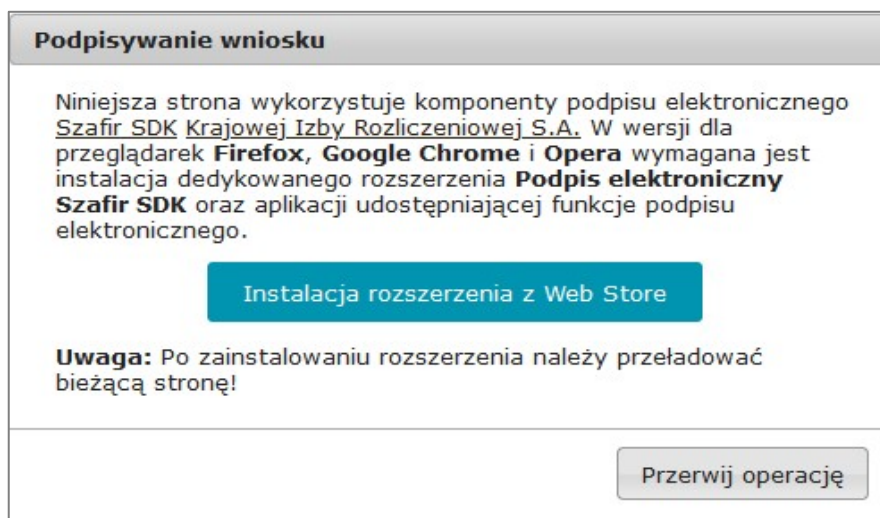 Podpisywanie wniosku
Niniejsza strona wykorzystuje komponenty podpisu elektronicznego
Szafir SDK Krajowej Izby Rozliczeniowej S.A. W wersji dla
przeglądarek Firefox, Google Chrome i Opera wymagana jest
instalacja dedykowanego rozszerzenia Podpis elektroniczny
Szafir SDK oraz aplikacji udostępniającej funkcje podpisu
elektronicznego.
Instalacja rozszerzenia z Web Store
Uwaga: Po zainstalowaniu rozszerzenia należy przeładować
bieżącą stronę!
Przerwij operację